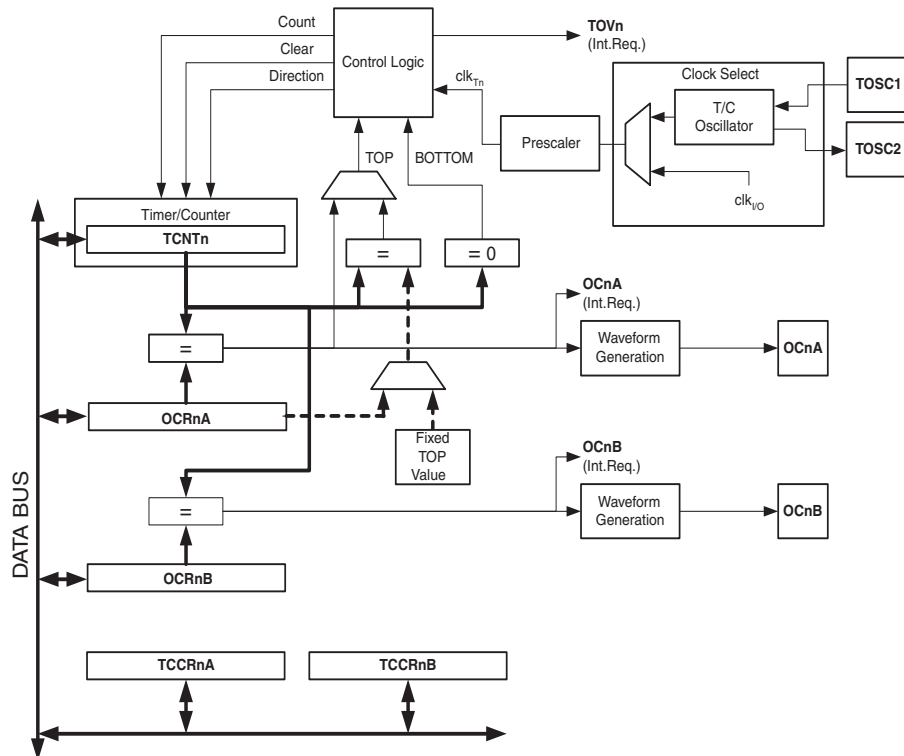 Count
Clear
Direction
Control Logic
TOVn
(Int.Req.)
clkTn
Clock Select
TOSC1
T/C
Oscillator
Prescaler
TOSC2
clkI/O
TOP
BOTTOM
Timer/Counter
TCNTn
=
= 0
OCnA
(Int.Req.)
=
Waveform
Generation
OCnA
OCRnA
Fixed
TOP
Value
OCnB
(Int.Req.)
=
Waveform
Generation
OCnB
DATA BUS
OCRnB
TCCRnA
TCCRnB